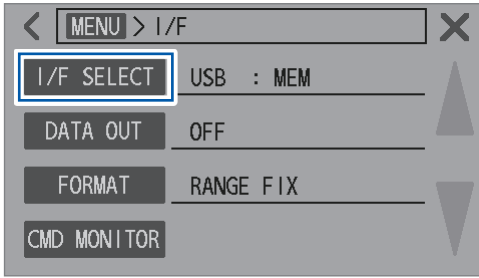 MENU > I/F
I/F SELECT USB : MEM
DATA OUT OFF
FORMAT RANGE FIX
CMD MONITOR